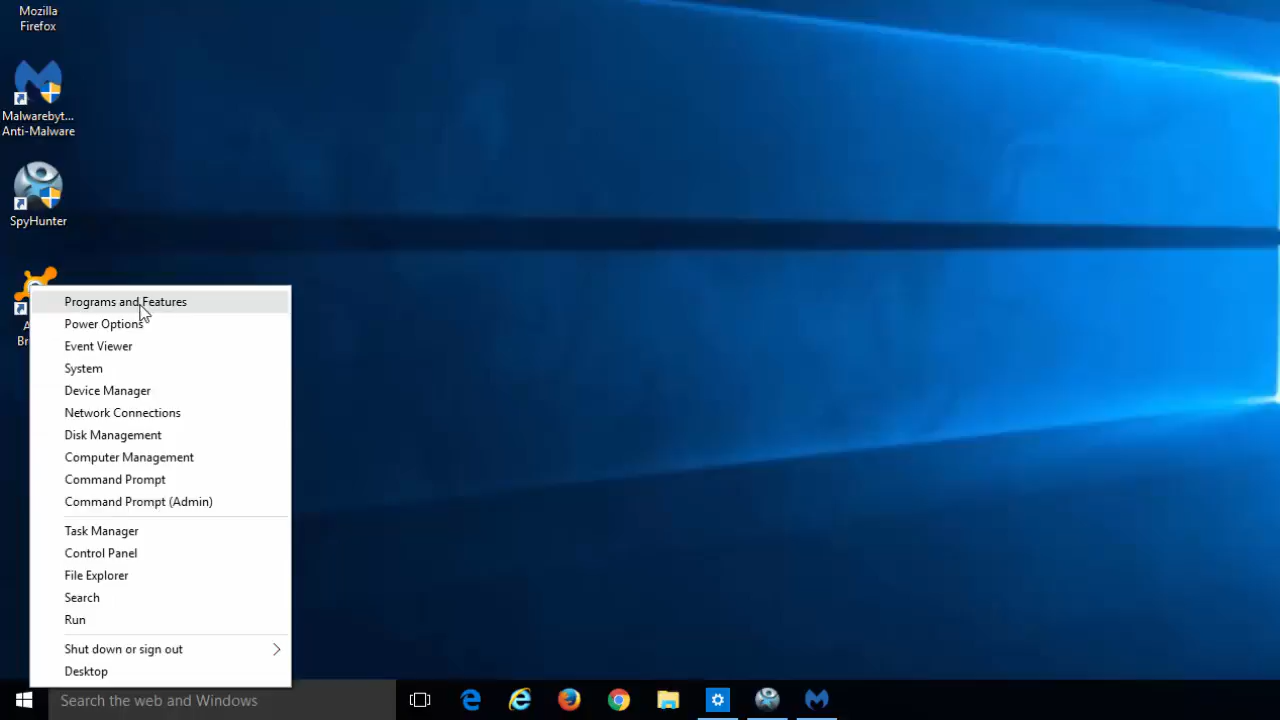 Mozilla
Firefox
Malwarebyt...
Anti-Malware
SpyHunter
A
Br
Programs and Features
Power Options
Event Viewer
System
Device Manager
Network Connections
Disk Management
Computer Management
Command Prompt
Command Prompt (Admin)
Task Manager
Control Panel
File Explorer
Search
Run
Shut down or sign out
Desktop
Search the web and Windows